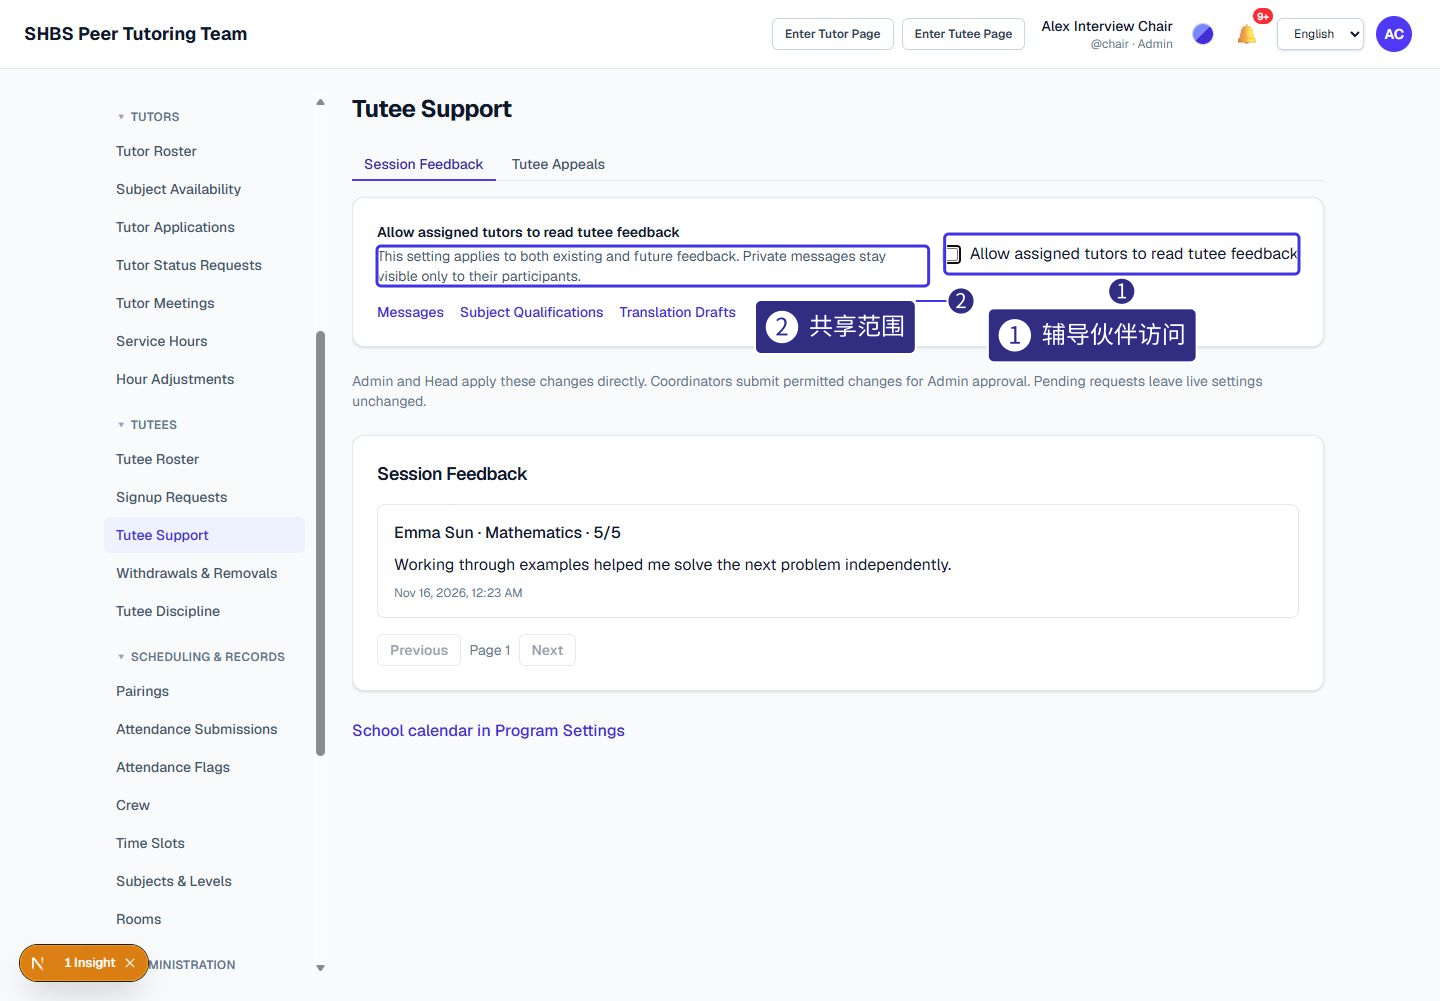 SHBS Peer Tutoring Team
Enter Tutor Page
Enter Tutee Page
Alex Interview Chair
@chair · Admin
9+
English
AC
TUTORS
Tutor Roster
Subject Availability
Tutor Applications
Tutor Status Requests
Tutor Meetings
Service Hours
Hour Adjustments
TUTEES
Tutee Roster
Signup Requests
Tutee Support
Withdrawals & Removals
Tutee Discipline
SCHEDULING & RECORDS
Pairings
Attendance Submissions
Attendance Flags
Crew
Time Slots
Subjects & Levels
Rooms
MINISTRATION
1 Insight
Tutee Support
Session Feedback
Tutee Appeals
Allow assigned tutors to read tutee feedback
This setting applies to both existing and future feedback. Private messages stay
visible only to their participants.
Allow assigned tutors to read tutee feedback
1
2
Messages
Subject Qualifications
Translation Drafts
2 共享范围
1 辅导伙伴访问
Admin and Head apply these changes directly. Coordinators submit permitted changes for Admin approval. Pending requests leave live settings
unchanged.
Session Feedback
Emma Sun · Mathematics · 5/5
Working through examples helped me solve the next problem independently.
Nov 16, 2026, 12:23 AM
Previous
Page 1
Next
School calendar in Program Settings